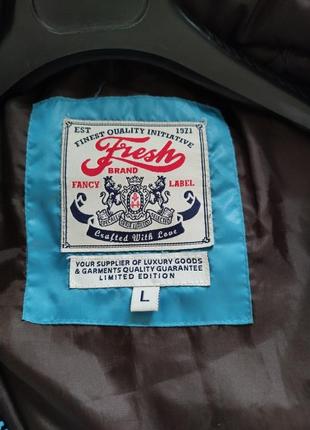 EST 1971
FINEST QUALITY INITIATIVE
Fresh
BRAND
FANCY LABEL
Crafted With Love
YOUR SUPPLIER OF LUXURY GOODS
& GARMENTS QUALITY GUARANTEE
LIMITED EDITION
L